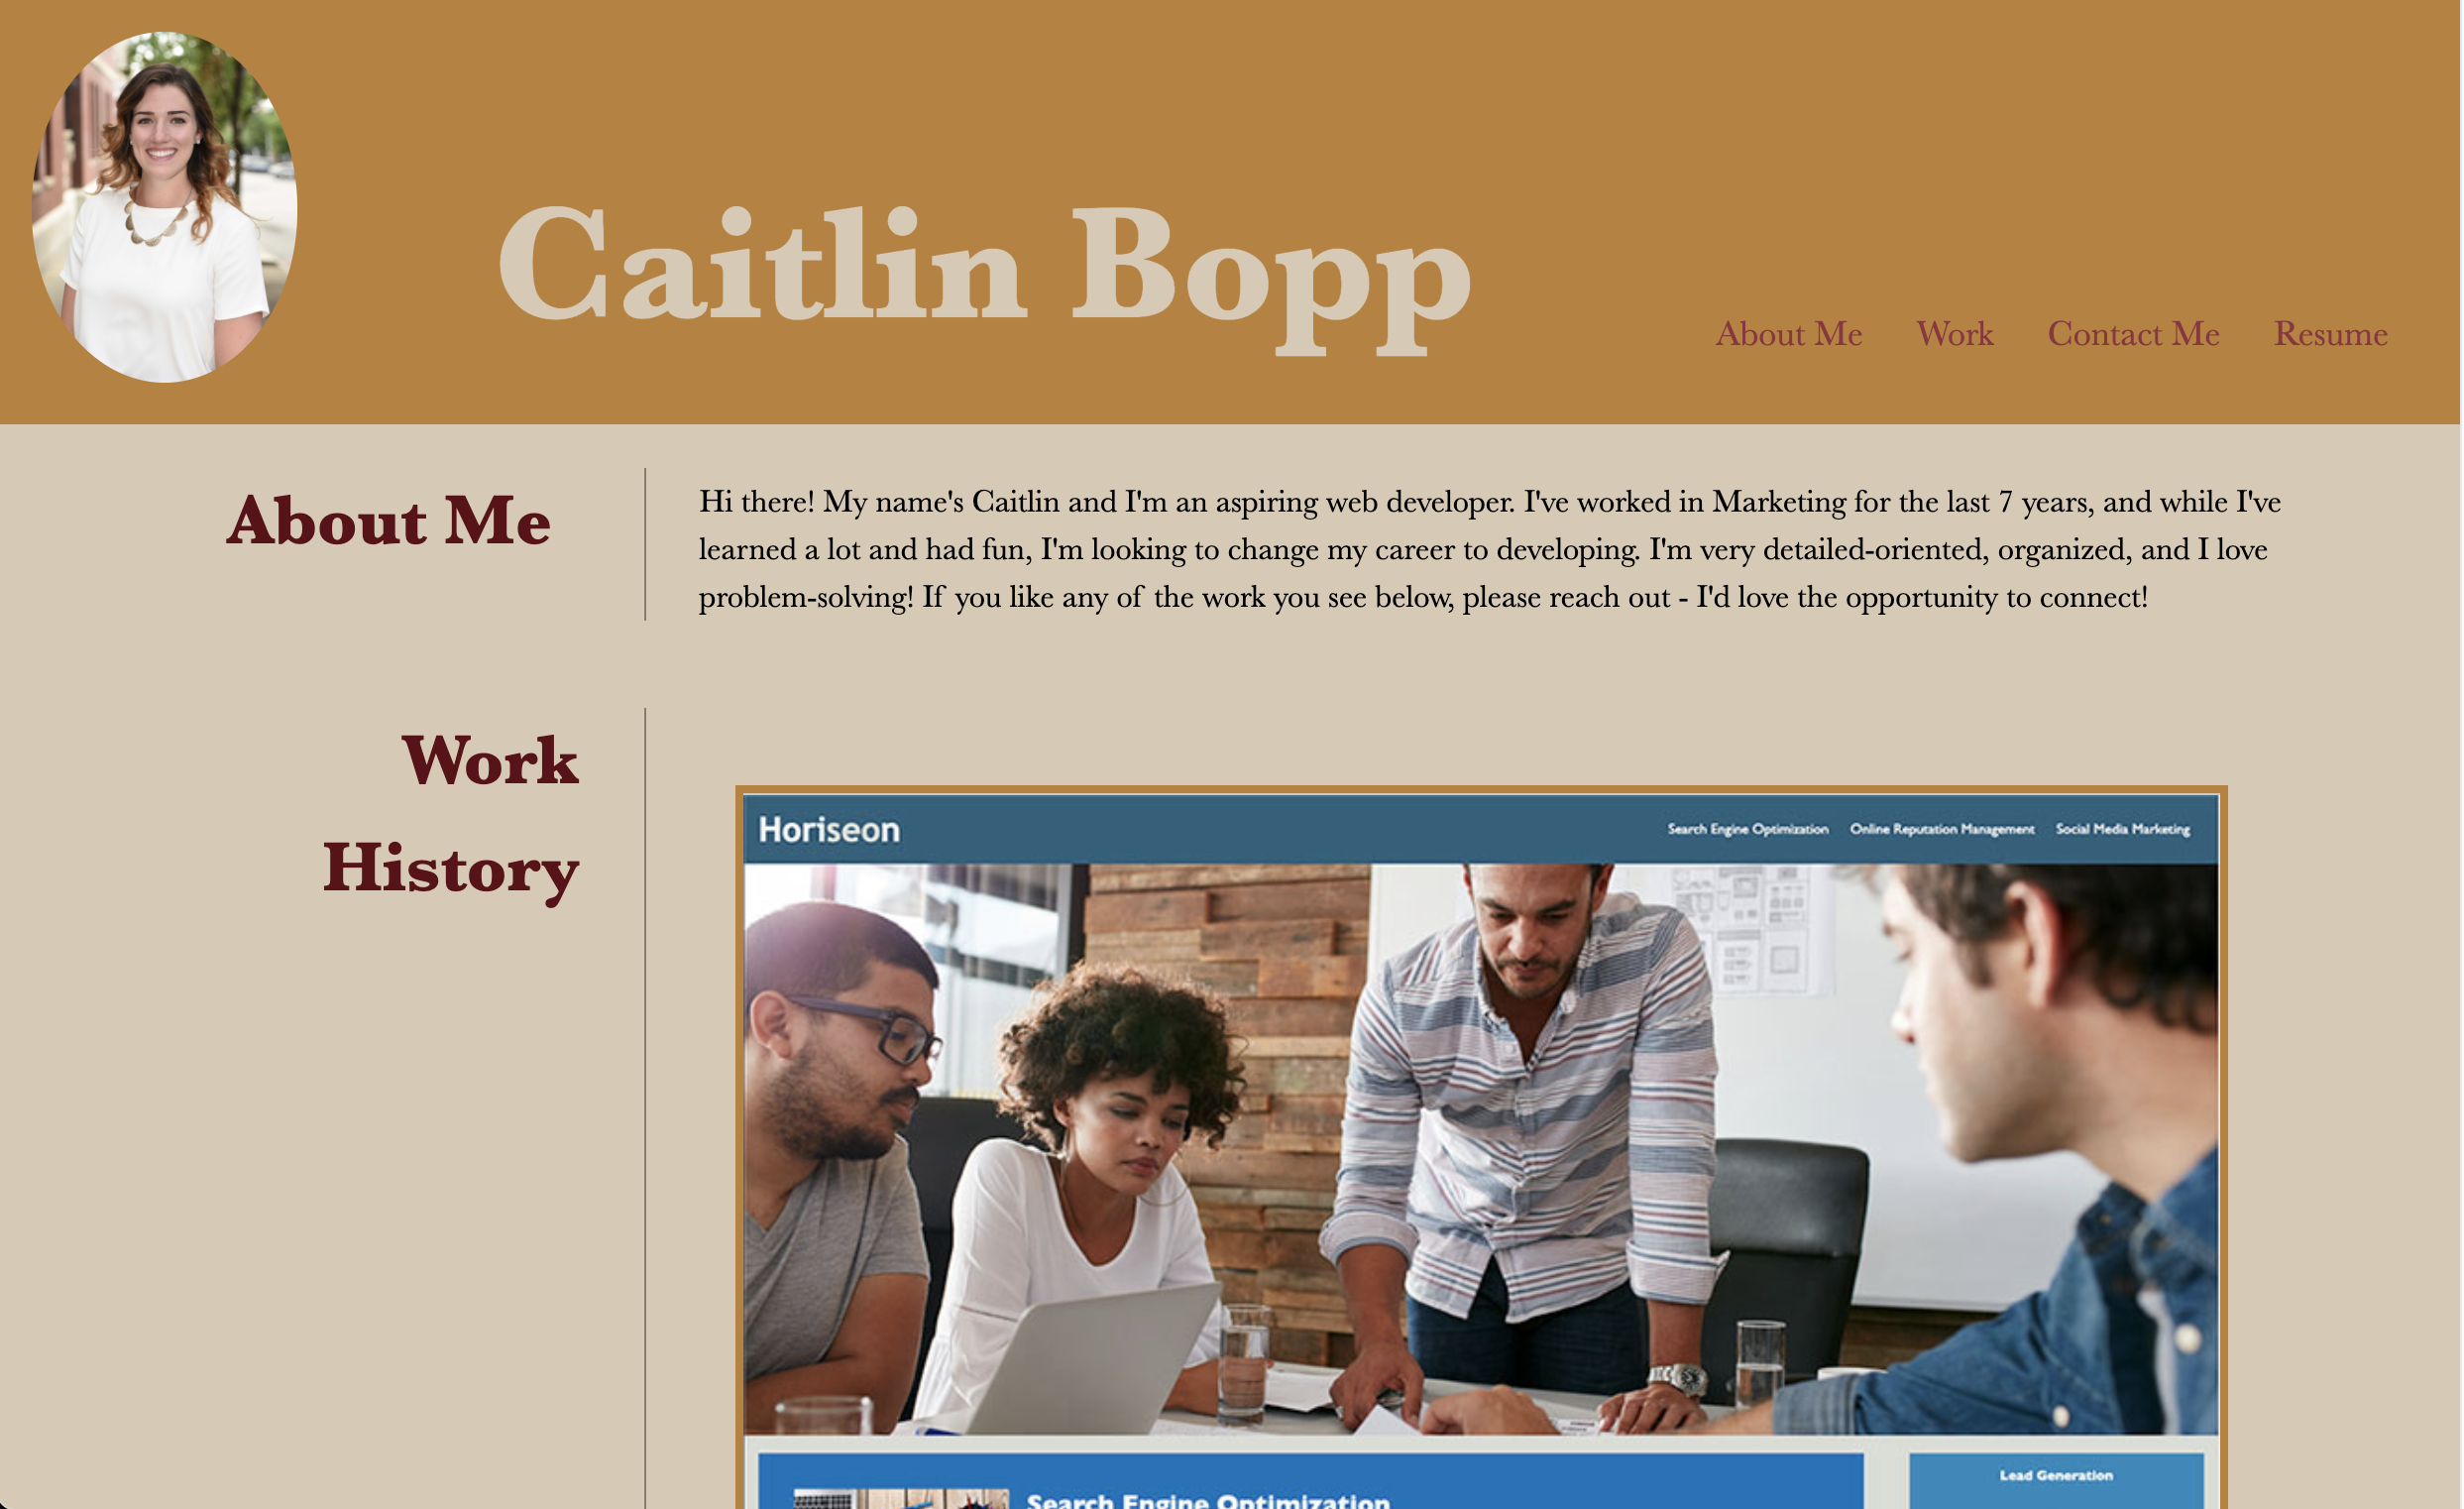 Caitlin Bopp
About Me
Work
Contact Me
Resume
About Me
Hi there! My name's Caitlin and I'm an aspiring web developer. I've worked in Marketing for the last 7 years, and while I've
learned a lot and had fun, I'm looking to change my career to developing. I'm very detailed-oriented, organized, and I love
problem-solving! If you like any of the work you see below, please reach out - I'd love the opportunity to connect!
Work
History
Horiseon
Search Engine Optimization
Online Reputation Management
Social Media Marketing
Search Engine Optimization
Lead Generation